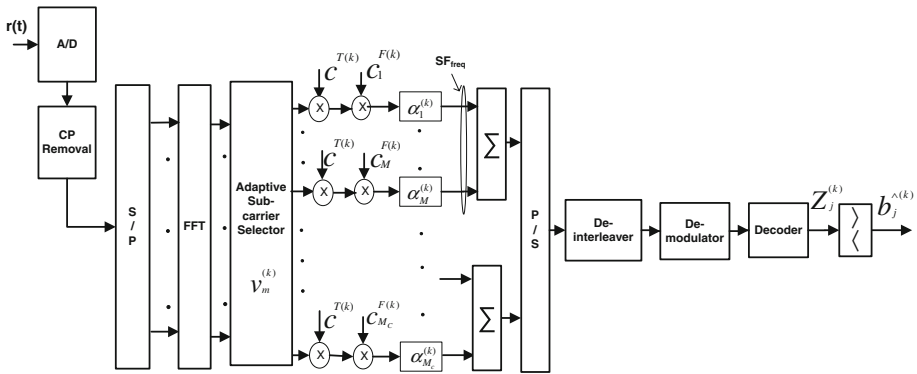 r(t)
A/D
CP
Removal
S
/
P
FFT
Adaptive
Sub-
carrier
Selector
v_m^(k)
C^T(k)
C_1^F(k)
X
X
α_1^(k)
SF_freq
C^T(k)
C_M^F(k)
X
X
α_M^(k)
∑
C^T(k)
C_{M_C}^F(k)
X
X
α_{M_c}^(k)
∑
P
/
S
De-
interleaver
De-
modulator
Decoder
Z_j^(k)
>
<
b_j^^(k)